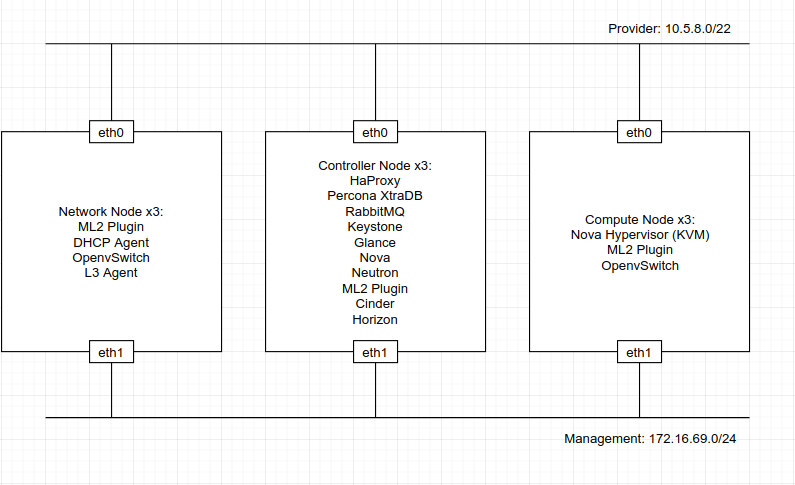 Provider: 10.5.8.0/22
eth0
eth0
eth0
Network Node x3:
ML2 Plugin
DHCP Agent
OpenvSwitch
L3 Agent
Controller Node x3:
HaProxy
Percona XtraDB
RabbitMQ
Keystone
Glance
Nova
Neutron
ML2 Plugin
Cinder
Horizon
Compute Node x3:
Nova Hypervisor (KVM)
ML2 Plugin
OpenvSwitch
eth1
eth1
eth1
Management: 172.16.69.0/24